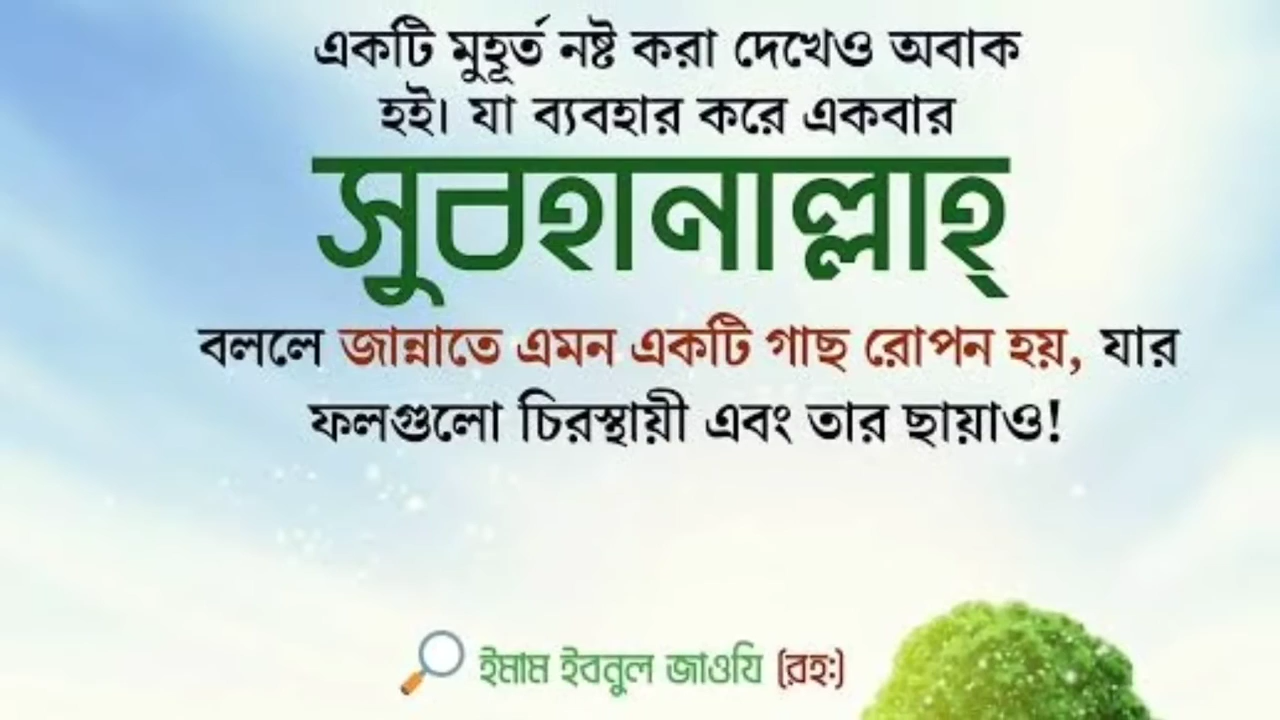 একটি মুহূর্ত নষ্ট করা দেখেও অবাক
হই। যা ব্যবহার করে একবার
সুবহানাল্লাহ্
বললে জান্নাতে এমন একটি গাছ রোপন হয়, যার
ফলগুলো চিরস্থায়ী এবং তার ছায়াও!
ইমাম ইবনুল জাওযি (রহ:)